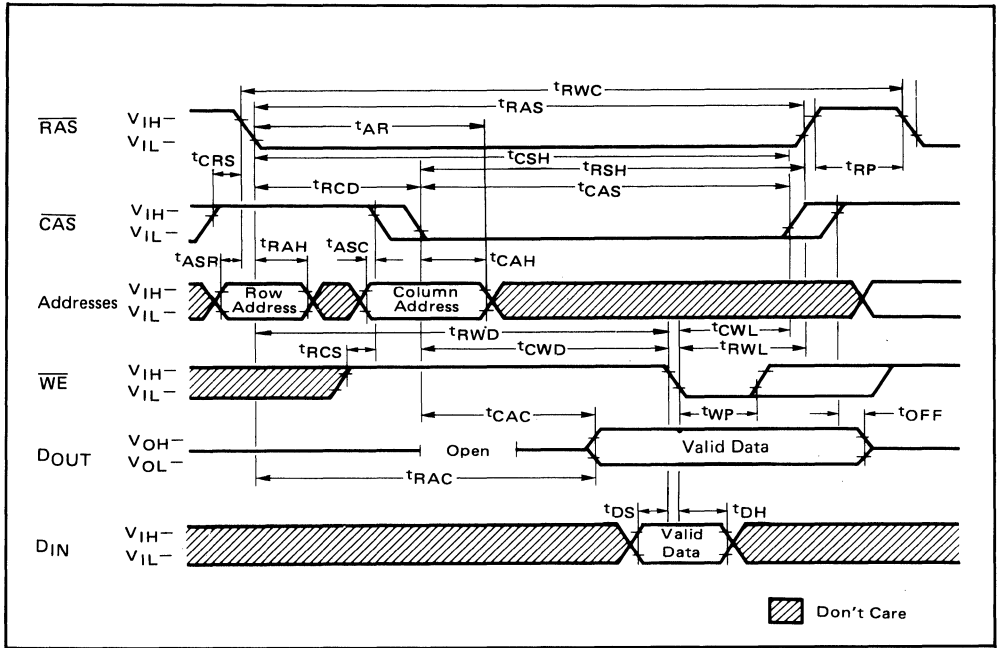 tRWC
tRAS
RAS
VIH–
VIL–
tAR
tCSH
tCRS
tRSH
tRP
tRCD
tCAS
CAS
VIH–
VIL–
tRAH
tASC
tCAH
tASR
Addresses
VIH–
VIL–
Row
Address
Column
Address
tRWD
tCWL
tRCS
tCWD
tRWL
WE
VIH–
VIL–
tCAC
tWP
tOFF
DOUT
VOH–
VOL–
Open
Valid Data
tRAC
tDS
tDH
DIN
VIH–
VIL–
Valid
Data
Don't Care